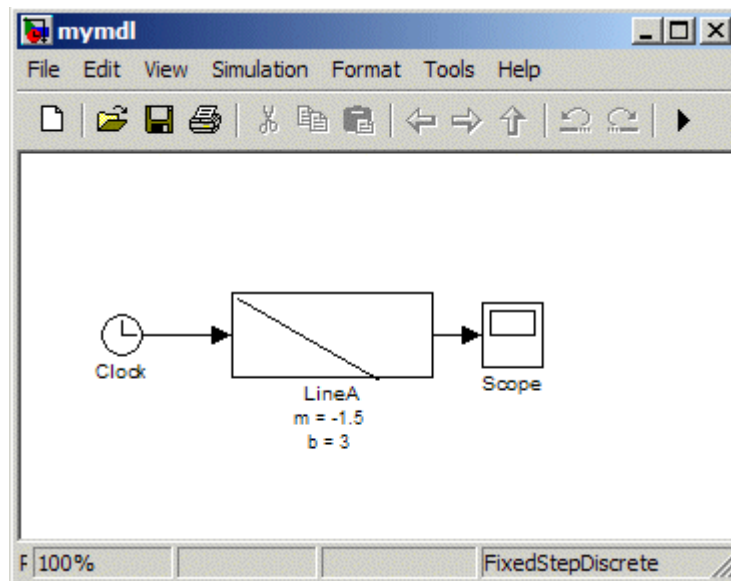 mymdl
File Edit View Simulation Format Tools Help
Clock
LineA
m = -1.5
b = 3
Scope
F 100% FixedStepDiscrete